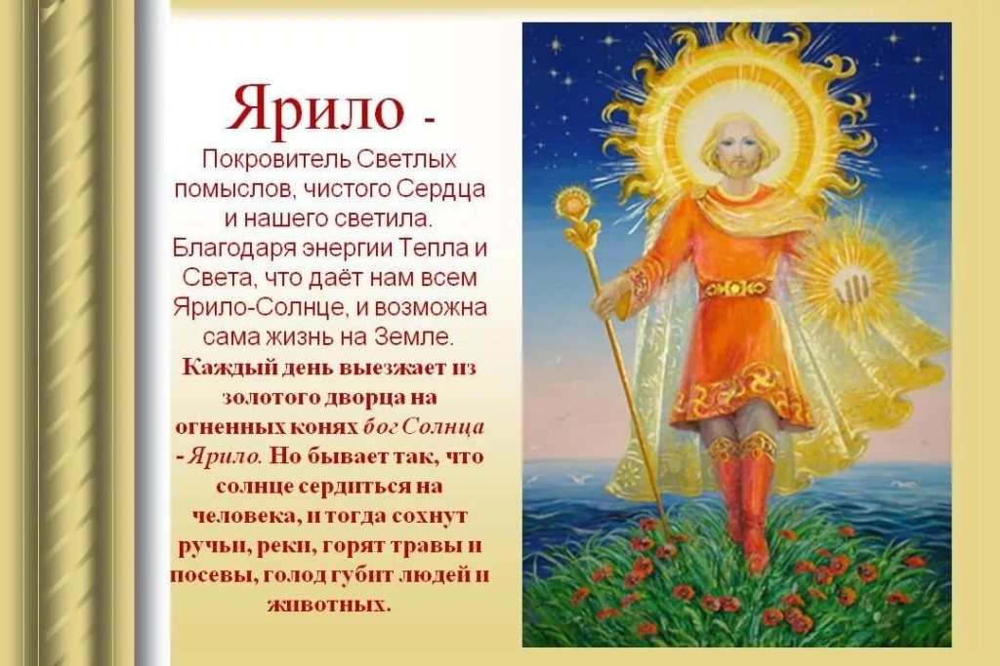 Ярило -
Покровитель Светлых
помыслов, чистого Сердца
и нашего светила.
Благодаря энергии Тепла и
Света, что даёт нам всем
Ярило-Солнце, и возможна
сама жизнь на Земле.
Каждый день выезжает из
золотого дворца на
огненных конях бог Солнца
- Ярило. Но бывает так, что
солнце сердиться на
человека, и тогда сохнут
ручьи, реки, горят травы и
посевы, голод губит людей и
животных.